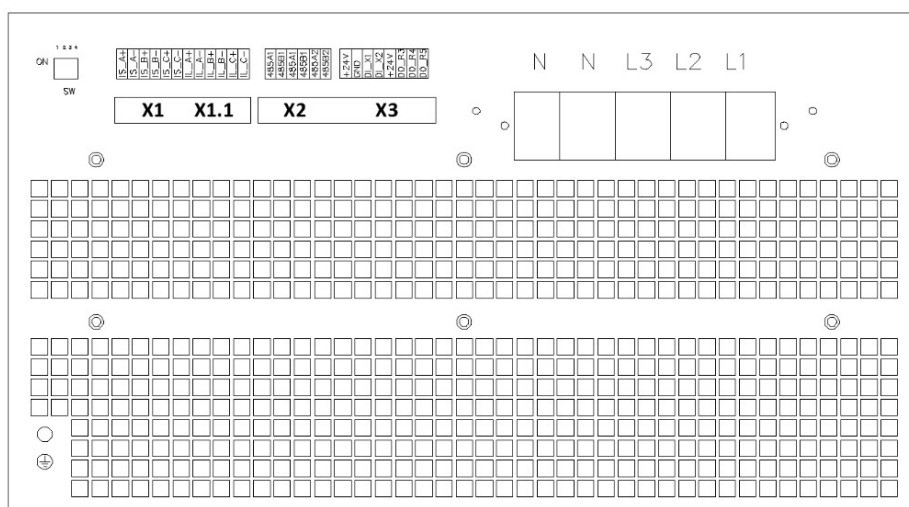 1 2 3 4
ON
SW
IS_A+
IS_A-
IS_B+
IS_B-
IS_C+
IS_C-
IL_A+
IL_A-
IL_B+
IL_B-
IL_C+
IL_C-
485A1
485B1
485A1
485B1
485A2
485B2
+24V
GND
DI_X1
DI_X2
+24V
DO_R3
DO_R4
DO_R5
X1 X1.1 X2 X3
N N L3 L2 L1